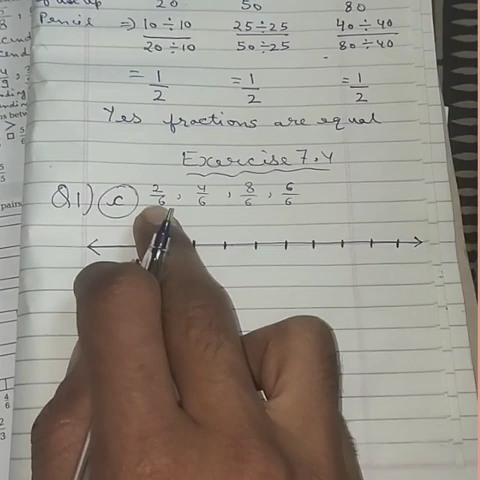 20 50 80
Pencil ⇒ 10÷10/20÷10 25÷25/50÷25 40÷40/80÷40
= 1/2 = 1/2 = 1/2
Yes fractions are equal
Exercise 7.4
Q1) c 2/6, 4/6, 8/6, 6/6